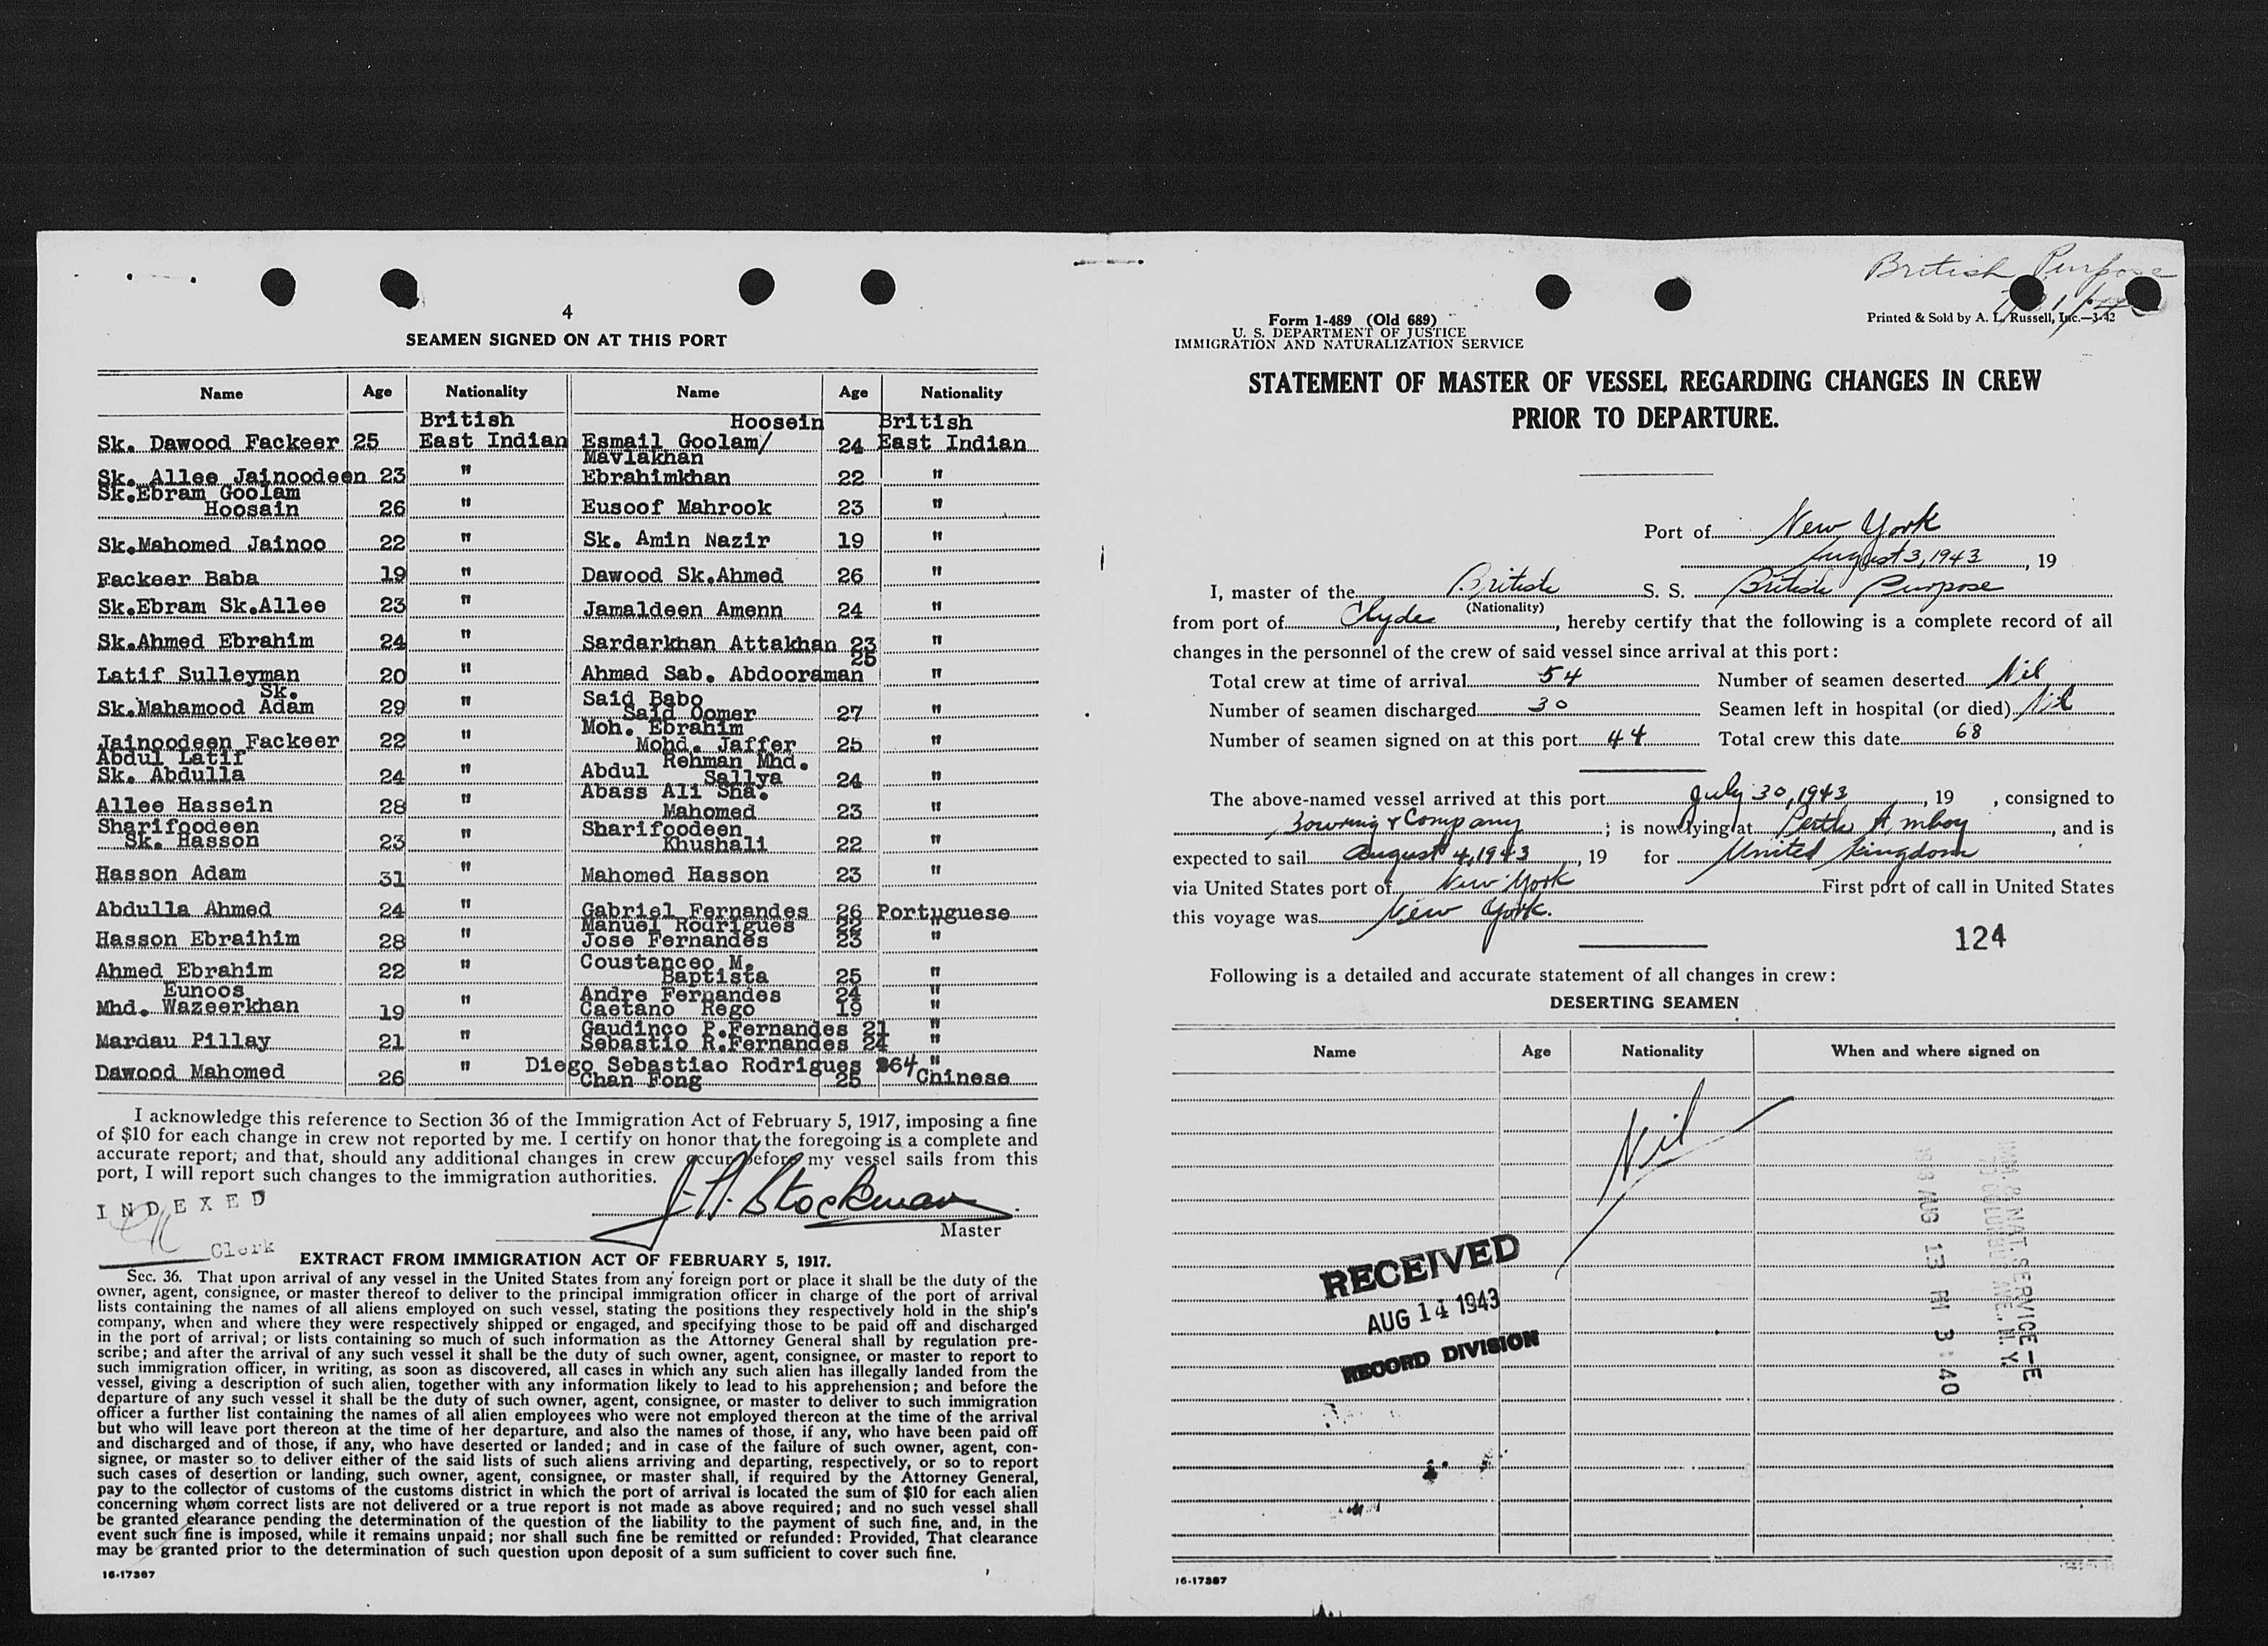 4
SEAMEN SIGNED ON AT THIS PORT
Name Age Nationality Name Age Nationality
British Hoosein British
Sk. Dawood Fackeer 25 East Indian Esmail Goolam/ 24 East Indian
Mavlakhan
Sk. Allee Jainoodeen 23 " Ebrahimkhan 22 "
Sk.Ebram Goolam
Hoosain 26 " Eusoof Mahrook 23 "
Sk.Mahomed Jainoo 22 " Sk. Amin Nazir 19 "
Fackeer Baba 19 " Dawood Sk.Ahmed 26 "
Sk.Ebram Sk.Allee 23 " Jamaldeen Amenn 24 "
Sk.Ahmed Ebrahim 24 " Sardarkhan Attakhan 23 "
25
Latif Sulleyman 20 " Ahmad Sab. Abdooraman "
Sk. Said Babo
Sk.Mahamood Adam 29 " Said Oomer 27 "
Moh. Ebrahim
Jainoodeen Fackeer 22 " Mohd. Jaffer 25 "
Abdul Latif Rehman Mhd.
Sk. Abdulla 24 " Abdul Sallya 24 "
Abass Ali Sha.
Allee Hassein 28 " Mahomed 23 "
Sharifoodeen Sharifoodeen
Sk. Hasson 23 " Khushali 22 "
Hasson Adam 31 " Mahomed Hasson 23 "
Abdulla Ahmed 24 " Gabriel Fernandes 26 Portuguese
Manuel Rodrigues 22
Hasson Ebraihim 28 " Jose Fernandes 23 "
Coustanceo M.
Ahmed Ebrahim 22 " Baptista 25 "
Eunoos Andre Fernandes 24 "
Mhd. Wazeerkhan 19 " Caetano Rego 19 "
Gaudinco P.Fernandes 21 "
Mardau Pillay 21 " Sebastio R.Fernandes 24 "
Diego Sebastiao Rodrigues 64 "
Dawood Mahomed 26 " Chan Fong 25 Chinese
I acknowledge this reference to Section 36 of the Immigration Act of February 5, 1917, imposing a fine
of $10 for each change in crew not reported by me. I certify on honor that the foregoing is a complete and
accurate report; and that, should any additional changes in crew occur before my vessel sails from this
port, I will report such changes to the immigration authorities.
INDEXED
J.H. Stockman
Master
Clerk
EXTRACT FROM IMMIGRATION ACT OF FEBRUARY 5, 1917.
Sec. 36. That upon arrival of any vessel in the United States from any foreign port or place it shall be the duty of the
owner, agent, consignee, or master thereof to deliver to the principal immigration officer in charge of the port of arrival
lists containing the names of all aliens employed on such vessel, stating the positions they respectively hold in the ship's
company, when and where they were respectively shipped or engaged, and specifying those to be paid off and discharged
in the port of arrival; or lists containing so much of such information as the Attorney General shall by regulation pre-
scribe; and after the arrival of any such vessel it shall be the duty of such owner, agent, consignee, or master to report to
such immigration officer, in writing, as soon as discovered, all cases in which any such alien has illegally landed from the
vessel, giving a description of such alien, together with any information likely to lead to his apprehension; and before the
departure of any such vessel it shall be the duty of such owner, agent, consignee, or master to deliver to such immigration
officer a further list containing the names of all alien employees who were not employed thereon at the time of the arrival
but who will leave port thereon at the time of her departure, and also the names of those, if any, who have been paid off
and discharged and of those, if any, who have deserted or landed; and in case of the failure of such owner, agent, con-
signee, or master so to deliver either of the said lists of such aliens arriving and departing, respectively, or so to report
such cases of desertion or landing, such owner, agent, consignee, or master shall, if required by the Attorney General,
pay to the collector of customs of the customs district in which the port of arrival is located the sum of $10 for each alien
concerning whom correct lists are not delivered or a true report is not made as above required; and no such vessel shall
be granted clearance pending the determination of the question of the liability to the payment of such fine, and, in the
event such fine is imposed, while it remains unpaid; nor shall such fine be remitted or refunded: Provided, That clearance
may be granted prior to the determination of such question upon deposit of a sum sufficient to cover such fine.
16-17367
British Purpose
Form 1-489 (Old 689)
U. S. DEPARTMENT OF JUSTICE
IMMIGRATION AND NATURALIZATION SERVICE
Printed & Sold by A. L. Russell, Inc.—3-42
STATEMENT OF MASTER OF VESSEL REGARDING CHANGES IN CREW
PRIOR TO DEPARTURE.
Port of New York
August 3, 1943, 19
I, master of the British S. S. British Purpose
(Nationality)
from port of Clyde, hereby certify that the following is a complete record of all
changes in the personnel of the crew of said vessel since arrival at this port:
Total crew at time of arrival 54 Number of seamen deserted Nil
Number of seamen discharged 30 Seamen left in hospital (or died) Nil
Number of seamen signed on at this port 44 Total crew this date 68
The above-named vessel arrived at this port July 30, 1943, 19 , consigned to
Bowring & Company; is now lying at Perth Amboy, and is
expected to sail August 4, 1943, 19 for United Kingdom
via United States port of New York First port of call in United States
this voyage was New York.
124
Following is a detailed and accurate statement of all changes in crew:
DESERTING SEAMEN
Name Age Nationality When and where signed on
Nil
RECEIVED
AUG 14 1943
RECORD DIVISION
IMM. & NAT. SERVICE-E
70 COLUMBUS AVE. N.Y.
AUG 13 PM 3:40
16-17367